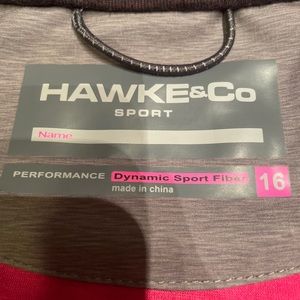 HAWKE&Co
SPORT
Name
PERFORMANCE Dynamic Sport Fiber 16
made in china